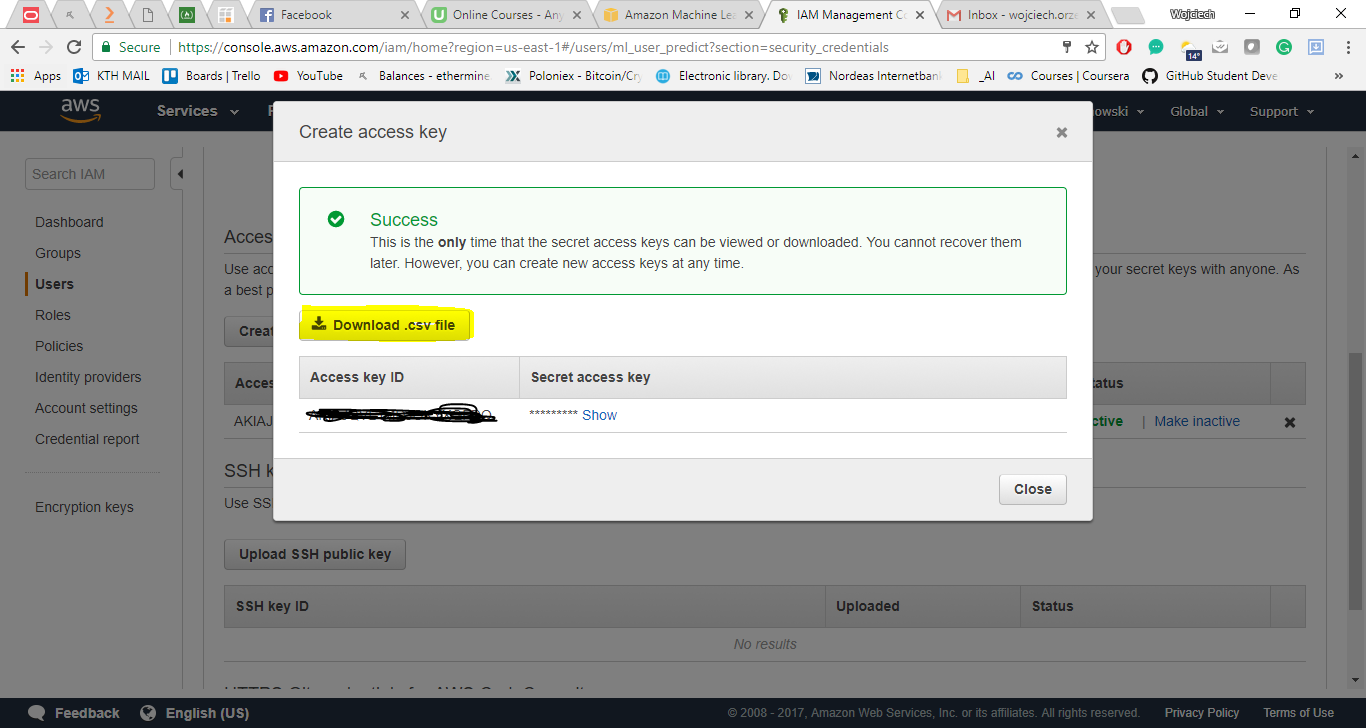 Facebook
Online Courses - Any
Amazon Machine Lea
IAM Management Co
Inbox - wojciech.orze
Wojciech
Secure
https://console.aws.amazon.com/iam/home?region=us-east-1#/users/ml_user_predict?section=security_credentials
14°
Apps
KTH MAIL
Boards | Trello
YouTube
Balances - ethermine.
Poloniex - Bitcoin/Cry
Electronic library. Dov
Nordeas Internetbank
_AI
Courses | Coursera
GitHub Student Deve
»
aws
Services
nowski
Global
Support
Create access key
Search IAM
Dashboard
Groups
Users
Roles
Policies
Identity providers
Account settings
Credential report
Encryption keys
Success
This is the only time that the secret access keys can be viewed or downloaded. You cannot recover them
later. However, you can create new access keys at any time.
Acces
Use acc
your secret keys with anyone. As
a best p
Download .csv file
Creat
Access key ID
Secret access key
Acces
tatus
********* Show
AKIAJ
ctive
| Make inactive
SSH k
Use SS
Close
Upload SSH public key
SSH key ID
Uploaded
Status
No results
Feedback
English (US)
© 2008 - 2017, Amazon Web Services, Inc. or its affiliates. All rights reserved.
Privacy Policy
Terms of Use